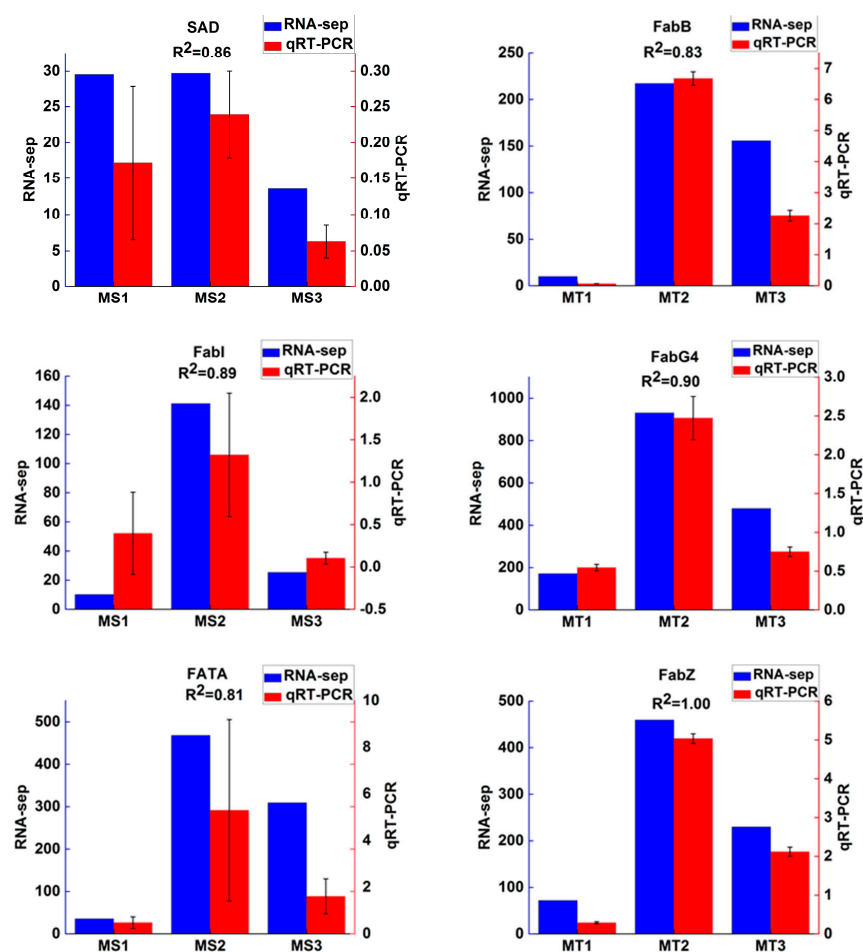 SAD
R2=0.86
RNA-sep
qRT-PCR
30
25
20
15
10
5
0
RNA-sep
0.30
0.25
0.20
0.15
0.10
0.05
0.00
qRT-PCR
MS1 MS2 MS3
FabB
R2=0.83
RNA-sep
qRT-PCR
250
200
150
100
50
0
RNA-sep
7
6
5
4
3
2
1
0
qRT-PCR
MT1 MT2 MT3
FabI
R2=0.89
RNA-sep
qRT-PCR
160
140
120
100
80
60
40
20
0
RNA-sep
2.0
1.5
1.0
0.5
0.0
-0.5
qRT-PCR
MS1 MS2 MS3
FabG4
R2=0.90
RNA-sep
qRT-PCR
1000
800
600
400
200
0
RNA-sep
3.0
2.5
2.0
1.5
1.0
0.5
0.0
qRT-PCR
MT1 MT2 MT3
FATA
R2=0.81
RNA-sep
qRT-PCR
500
400
300
200
100
0
RNA-sep
10
8
6
4
2
0
qRT-PCR
MS1 MS2 MS3
FabZ
R2=1.00
RNA-sep
qRT-PCR
500
400
300
200
100
0
RNA-sep
6
5
4
3
2
1
0
qRT-PCR
MT1 MT2 MT3